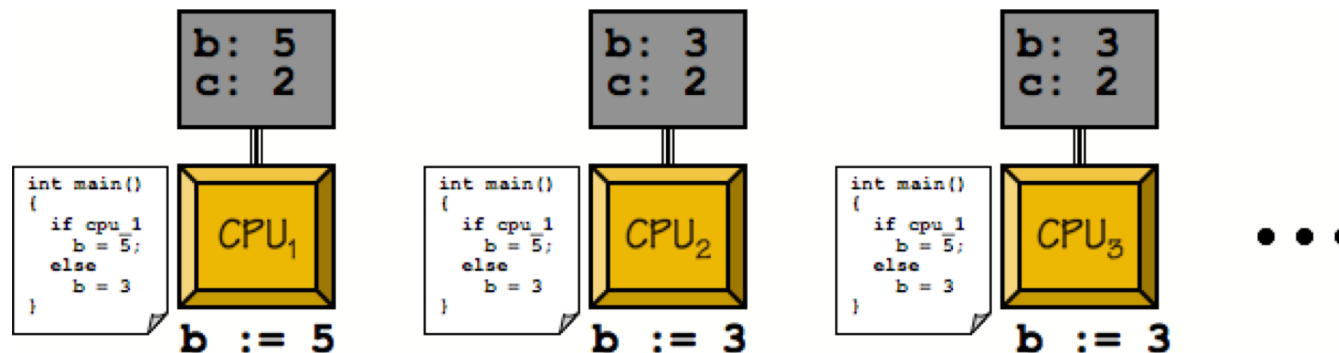 b: 5
c: 2
b: 3
c: 2
b: 3
c: 2
int main()
{
if cpu_1
b = 5;
else
b = 3
}
CPU1
int main()
{
if cpu_1
b = 5;
else
b = 3
}
CPU2
int main()
{
if cpu_1
b = 5;
else
b = 3
}
CPU3
b := 5
b := 3
b := 3